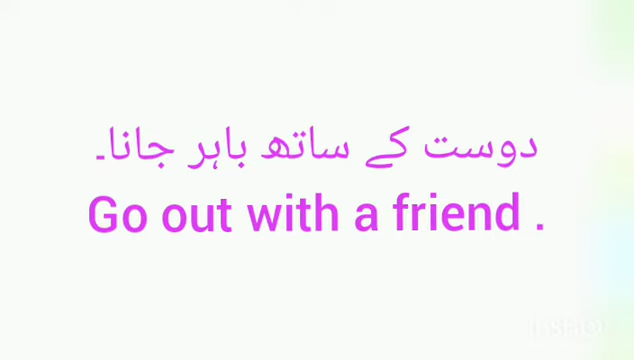 دوست کے ساتھ باہر جانا۔
Go out with a friend .